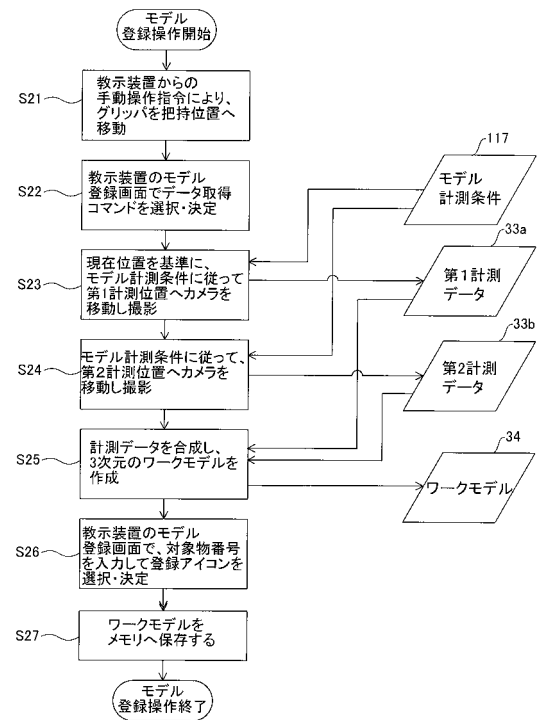 モデル
登録操作開始
S21
教示装置からの
手動操作指令により、
グリッパを把持位置へ
移動
S22
教示装置のモデル
登録画面でデータ取得
コマンドを選択・決定
117
モデル
計測条件
S23
現在位置を基準に、
モデル計測条件に従って
第1計測位置へカメラを
移動し撮影
33a
第1計測
データ
S24
モデル計測条件に従って、
第2計測位置へカメラを
移動し撮影
33b
第2計測
データ
S25
計測データを合成し、
3次元のワークモデルを
作成
34
ワークモデル
S26
教示装置のモデル
登録画面で、対象物番号
を入力して登録アイコンを
選択・決定
S27
ワークモデルを
メモリへ保存する
モデル
登録操作終了